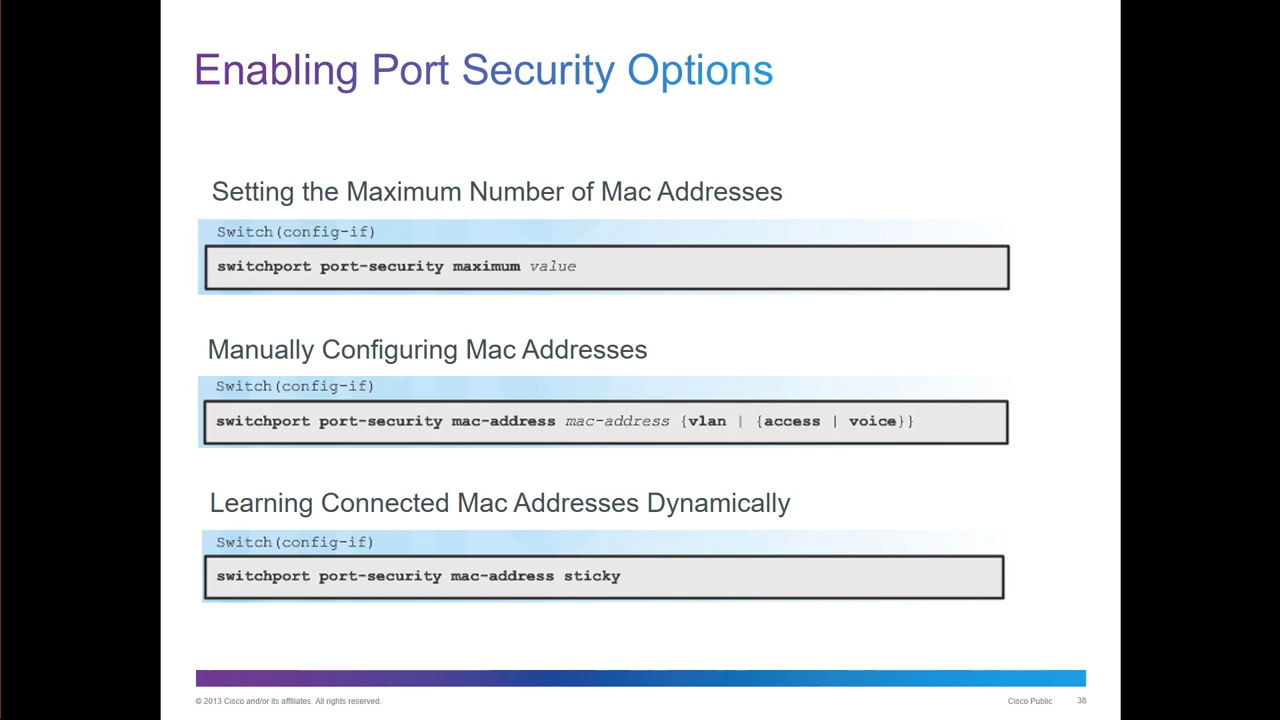 Enabling Port Security Options
Setting the Maximum Number of Mac Addresses
Switch(config-if)
switchport port-security maximum value
Manually Configuring Mac Addresses
Switch(config-if)
switchport port-security mac-address mac-address {vlan | {access | voice}}
Learning Connected Mac Addresses Dynamically
Switch(config-if)
switchport port-security mac-address sticky
© 2013 Cisco and/or its affiliates. All rights reserved.
Cisco Public
38